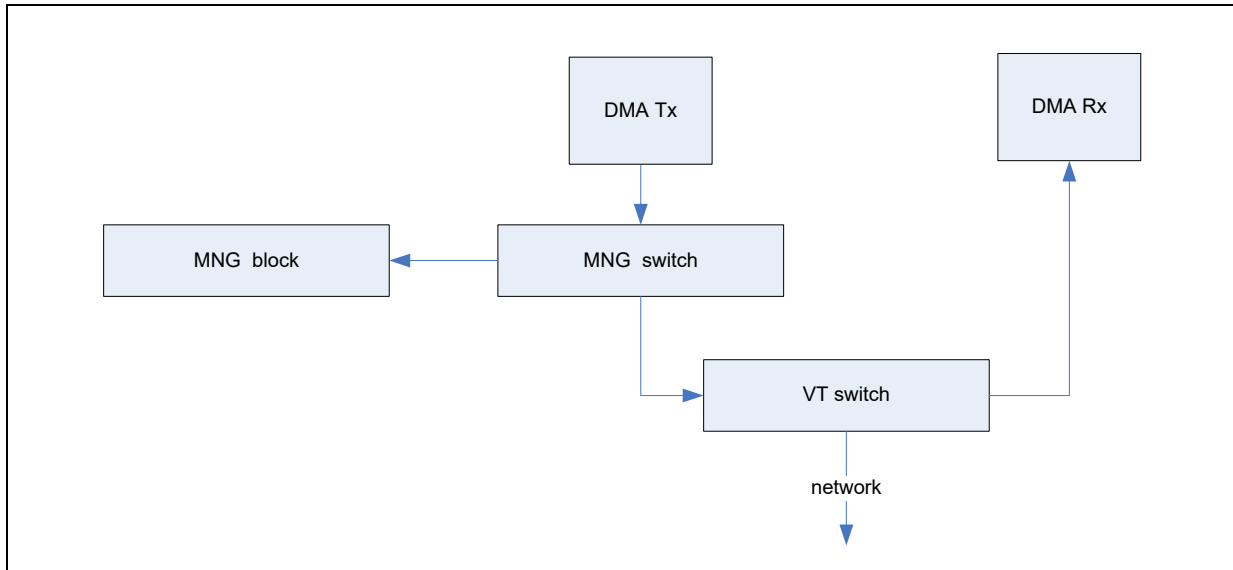 DMA Tx
DMA Rx
MNG block
MNG switch
VT switch
network